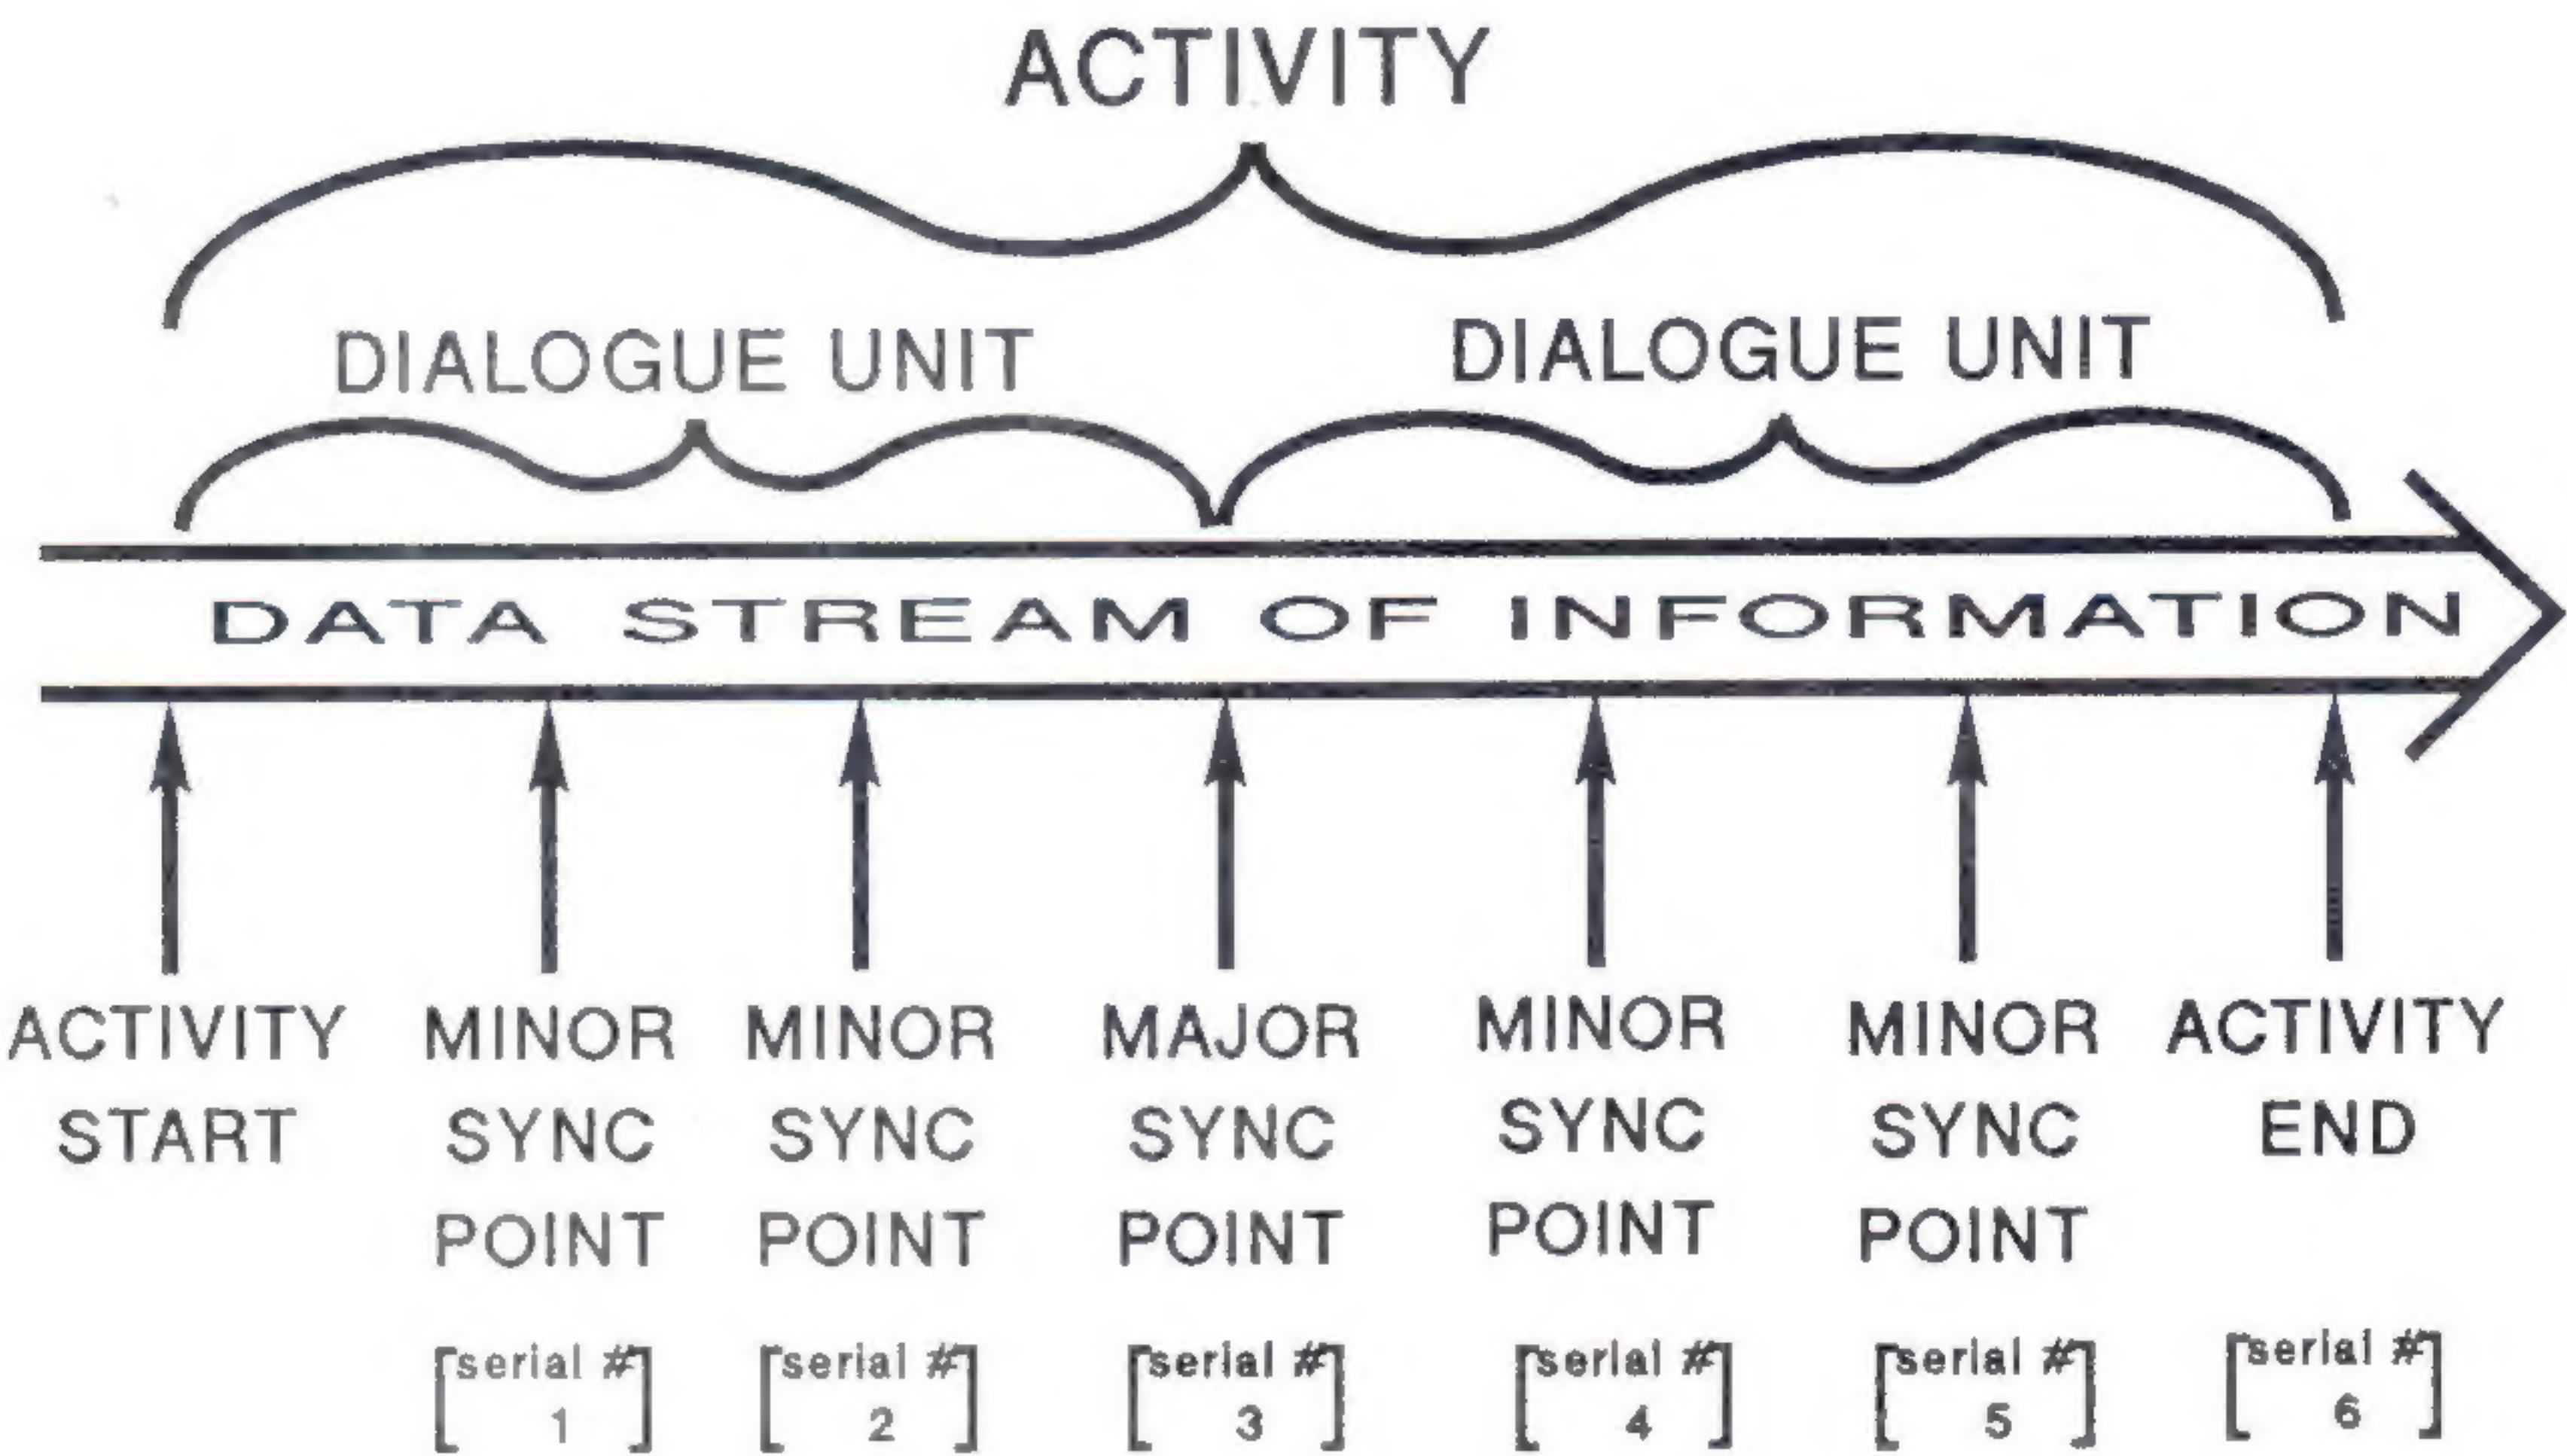 ACTIVITY
DIALOGUE UNIT
DIALOGUE UNIT
DATA STREAM OF INFORMATION
ACTIVITY
START
MINOR
SYNC
POINT
[serial #
1]
MINOR
SYNC
POINT
[serial #
2]
MAJOR
SYNC
POINT
[serial #
3]
MINOR
SYNC
POINT
[serial #
4]
MINOR
SYNC
POINT
[serial #
5]
ACTIVITY
END
[serial #
6]